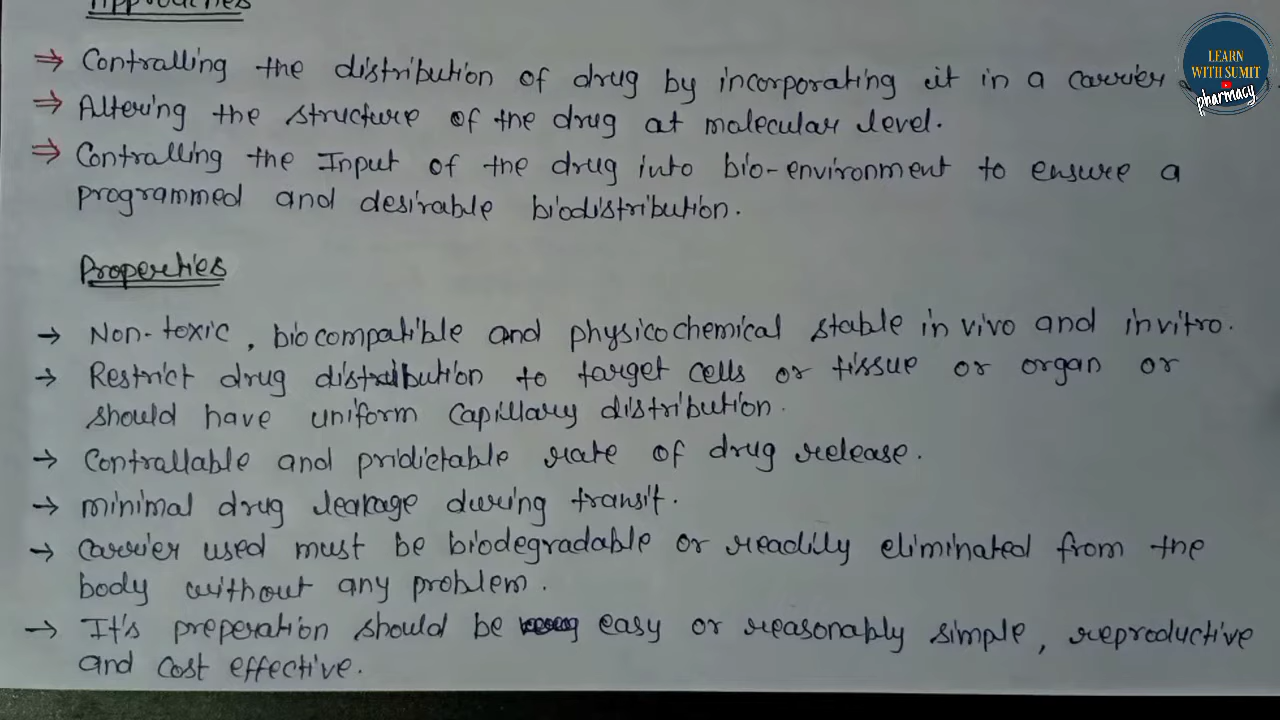 Approaches
⇒ Contralling the distribution of drug by incorporating it in a carrier
⇒ Altering the structure of the drug at molecular level.
⇒ Contralling the Input of the drug into bio-environment to ensure a
programmed and desirable biodistribution.
Properties
→ Non-toxic, biocompatible and physicochemical stable in vivo and invitro.
→ Restrict drug distribution to target cells or tissue or organ or
should have uniform capillary distribution.
→ Contrallable and pridictable rate of drug release.
→ minimal drug leakage during transit.
→ Carrier used must be biodegradable or readily eliminated from the
body without any problem.
→ It's preperation should be easy or reasonably simple, reproductive
and cost effective.
LEARN
WITH SUMIT
pharmacy